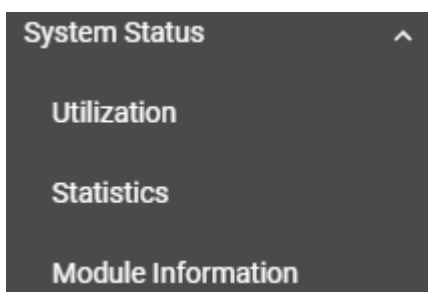 System Status
Utilization
Statistics
Module Information